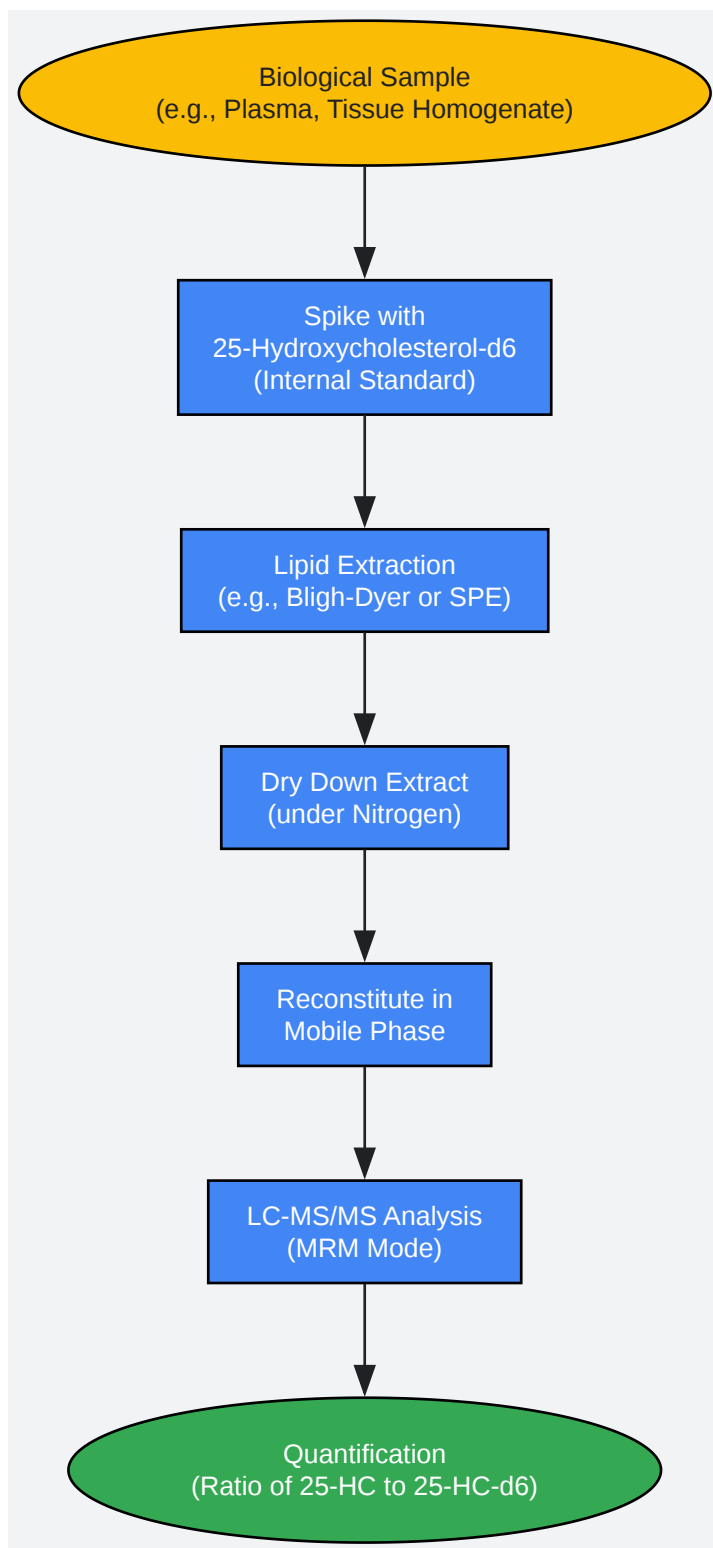 Biological Sample
(e.g., Plasma, Tissue Homogenate)
Spike with
25-Hydroxycholesterol-d6
(Internal Standard)
Lipid Extraction
(e.g., Bligh-Dyer or SPE)
Dry Down Extract
(under Nitrogen)
Reconstitute in
Mobile Phase
LC-MS/MS Analysis
(MRM Mode)
Quantification
(Ratio of 25-HC to 25-HC-d6)